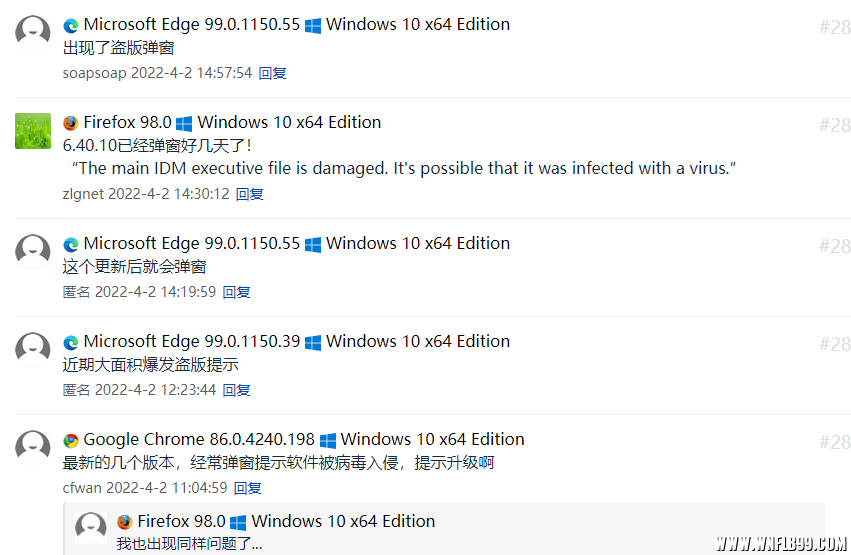 Microsoft Edge 99.0.1150.55 Windows 10 x64 Edition #28
出现了盗版弹窗
soapsoap 2022-4-2 14:57:54 回复
Firefox 98.0 Windows 10 x64 Edition #28
6.40.10已经弹窗好几天了!
“The main IDM executive file is damaged. It's possible that it was infected with a virus.”
zlgnet 2022-4-2 14:30:12 回复
Microsoft Edge 99.0.1150.55 Windows 10 x64 Edition #28
这个更新后就会弹窗
匿名 2022-4-2 14:19:59 回复
Microsoft Edge 99.0.1150.39 Windows 10 x64 Edition #28
近期大面积爆发盗版提示
匿名 2022-4-2 12:23:44 回复
Google Chrome 86.0.4240.198 Windows 10 x64 Edition #28
最新的几个版本，经常弹窗提示软件被病毒入侵，提示升级啊
cfwan 2022-4-2 11:04:59 回复
Firefox 98.0 Windows 10 x64 Edition
我也出现同样问题了...
WWW.WNFL899.COM